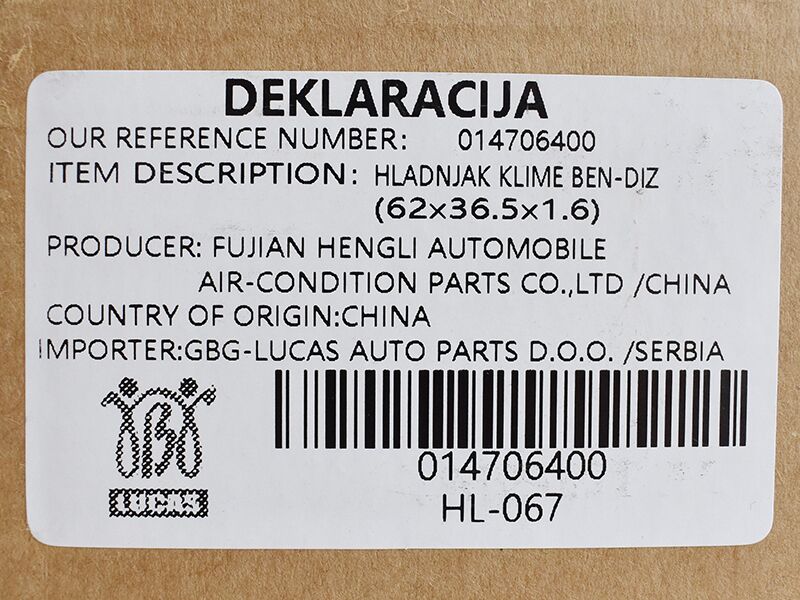 DEKLARACIJA
OUR REFERENCE NUMBER: 014706400
ITEM DESCRIPTION: HLADNJAK KLIME BEN-DIZ
(62x36.5x1.6)
PRODUCER: FUJIAN HENGLI AUTOMOBILE
AIR-CONDITION PARTS CO.,LTD /CHINA
COUNTRY OF ORIGIN:CHINA
IMPORTER:GBG-LUCAS AUTO PARTS D.O.O. /SERBIA
014706400
HL-067
LUCAS